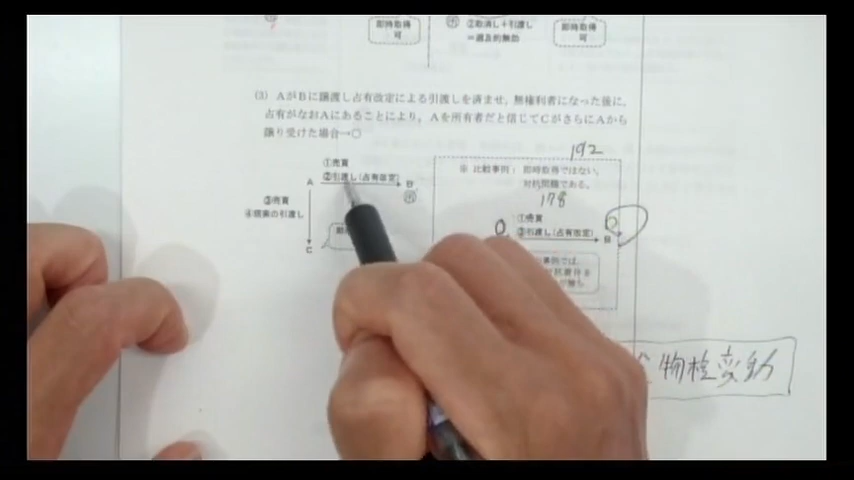 即時取得
可
②取消し+引渡し
=遡及的無効
即時取得
可
(3) AがBに譲渡し占有改定による引渡しを済ませ，無権利者になった後に，
占有がなおAにあることにより，Aを所有者だと信じてCがさらにAから
譲り受けた場合→○
①売買
②引渡し(占有改定)
A
B
③売買
④現実の引渡し
C
192
※ 比較事例：即時取得ではない，
対抗問題である。
178
①売買
③引渡し(占有改定)
B
事例では，
物権変動